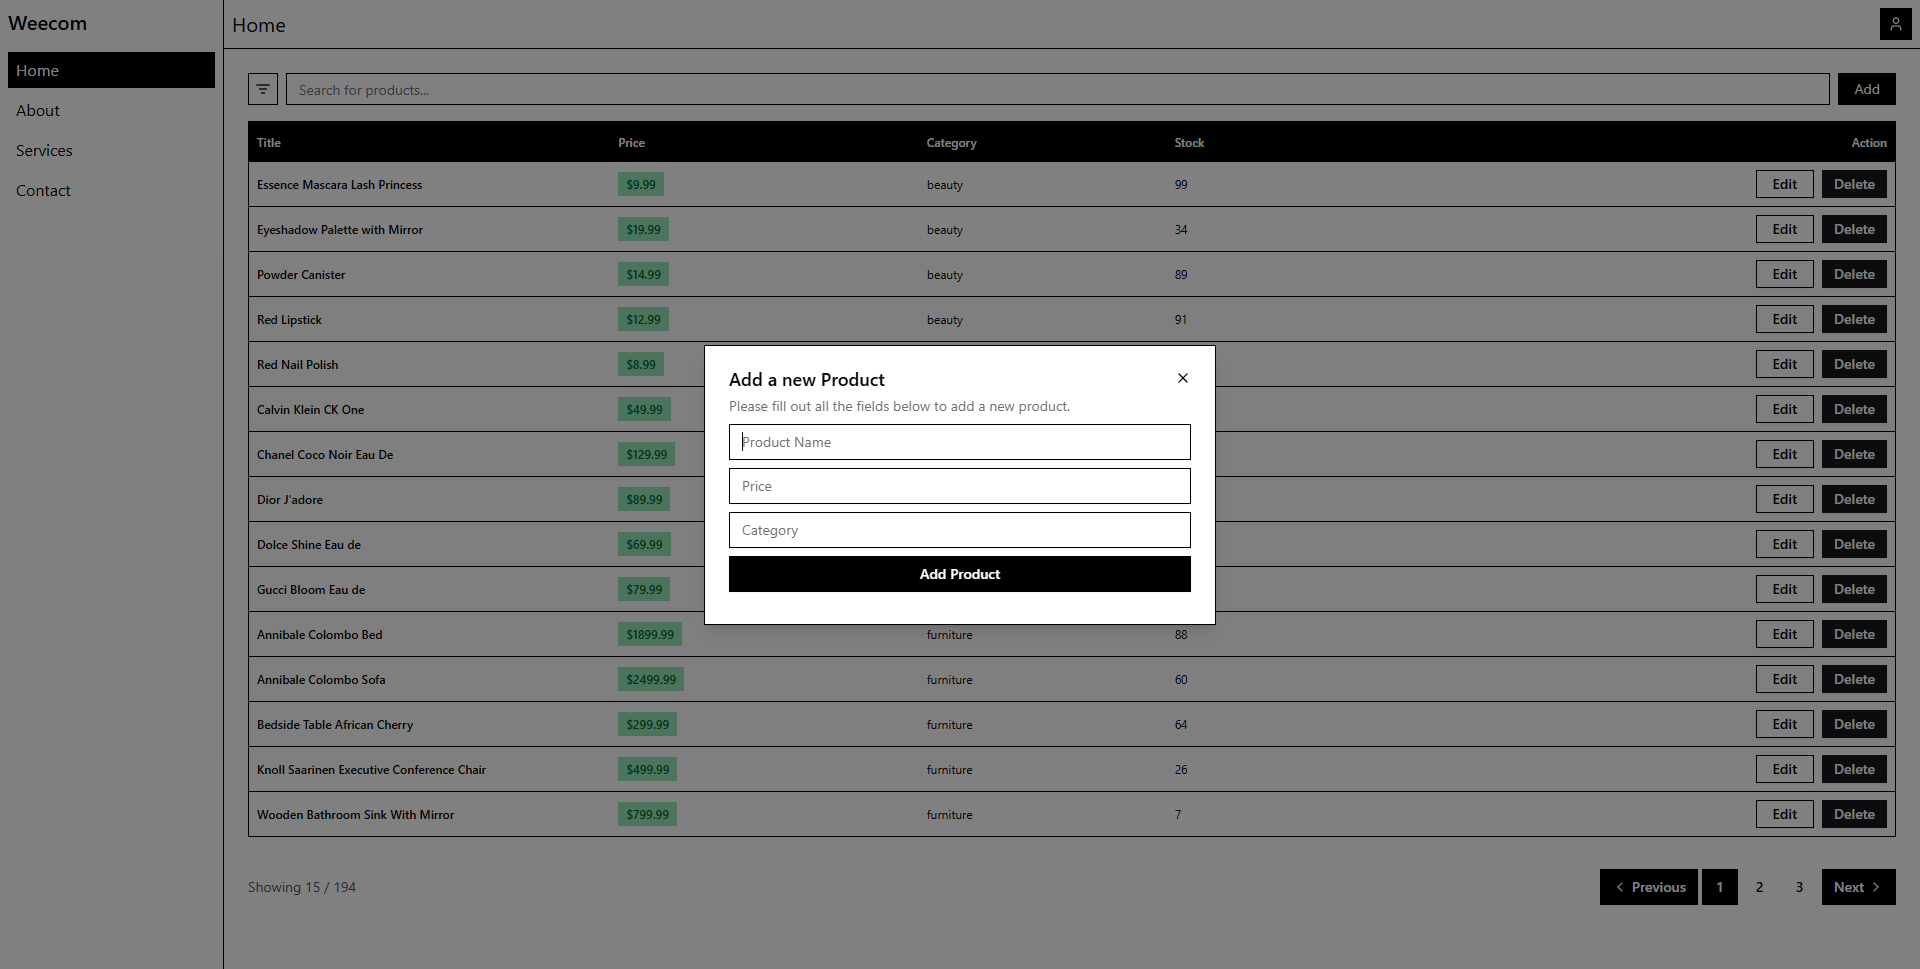 Weecom
Home
About
Services
Contact
Home
Search for products...
Add
Title Price Category Stock Action
Essence Mascara Lash Princess $9.99 beauty 99 Edit Delete
Eyeshadow Palette with Mirror $19.99 beauty 34 Edit Delete
Powder Canister $14.99 beauty 89 Edit Delete
Red Lipstick $12.99 beauty 91 Edit Delete
Red Nail Polish $8.99 Edit Delete
Calvin Klein CK One $49.99 Edit Delete
Chanel Coco Noir Eau De $129.99 Edit Delete
Dior J'adore $89.99 Edit Delete
Dolce Shine Eau de $69.99 Edit Delete
Gucci Bloom Eau de $79.99 Edit Delete
Annibale Colombo Bed $1899.99 furniture 88 Edit Delete
Annibale Colombo Sofa $2499.99 furniture 60 Edit Delete
Bedside Table African Cherry $299.99 furniture 64 Edit Delete
Knoll Saarinen Executive Conference Chair $499.99 furniture 26 Edit Delete
Wooden Bathroom Sink With Mirror $799.99 furniture 7 Edit Delete
Add a new Product
Please fill out all the fields below to add a new product.
Product Name
Price
Category
Add Product
Showing 15 / 194
Previous 1 2 3 Next